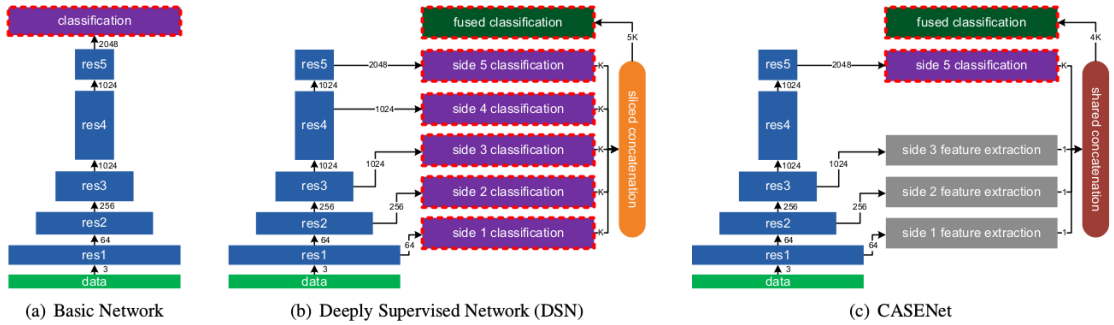 classification
2048
res5
1024
res4
1024
res3
256
res2
64
res1
3
data
(a) Basic Network
fused classification
5K
res5
2048
side 5 classification
K
1024
res4
1024
side 4 classification
K
sliced concatenation
1024
res3
1024
side 3 classification
K
256
res2
256
side 2 classification
K
64
res1
64
side 1 classification
K
3
data
(b) Deeply Supervised Network (DSN)
fused classification
4K
res5
2048
side 5 classification
K
1024
res4
shared concatenation
1024
res3
1024
side 3 feature extraction
1
256
res2
256
side 2 feature extraction
1
64
res1
64
side 1 feature extraction
1
3
data
(c) CASENet